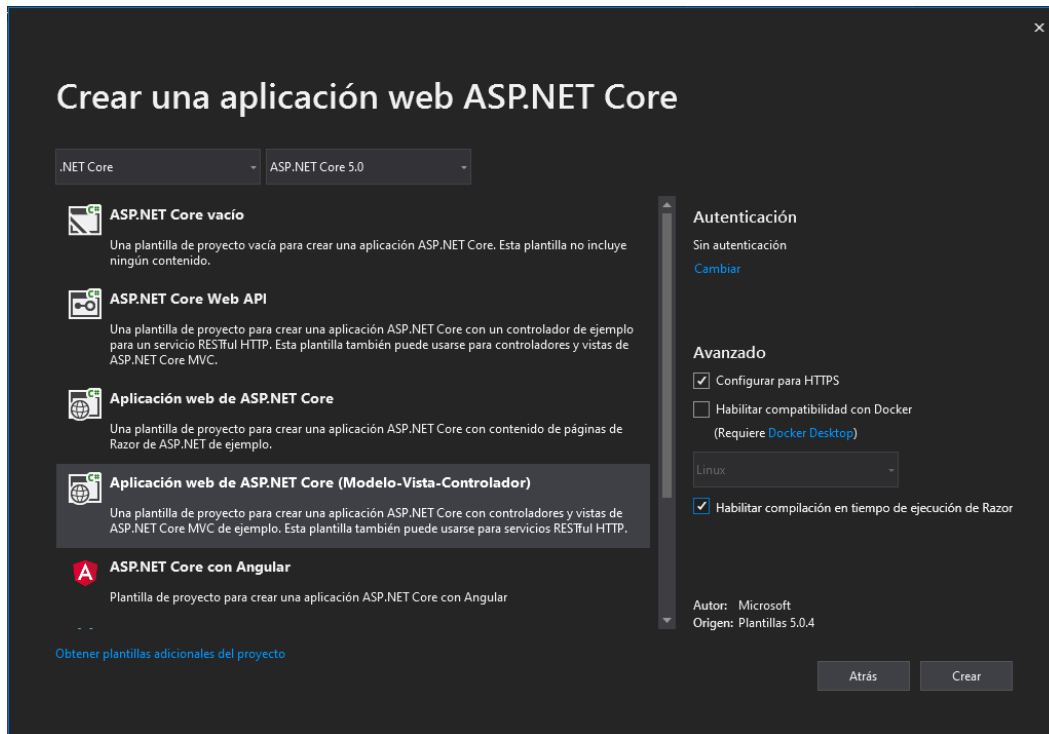 Crear una aplicación web ASP.NET Core
.NET Core
ASP.NET Core 5.0
ASP.NET Core vacío
Una plantilla de proyecto vacía para crear una aplicación ASP.NET Core. Esta plantilla no incluye
ningún contenido.
ASP.NET Core Web API
Una plantilla de proyecto para crear una aplicación ASP.NET Core con un controlador de ejemplo
para un servicio RESTful HTTP. Esta plantilla también puede usarse para controladores y vistas de
ASP.NET Core MVC.
Aplicación web de ASP.NET Core
Una plantilla de proyecto para crear una aplicación ASP.NET Core con contenido de páginas de
Razor de ASP.NET de ejemplo.
Aplicación web de ASP.NET Core (Modelo-Vista-Controlador)
Una plantilla de proyecto para crear una aplicación ASP.NET Core con controladores y vistas de
ASP.NET Core MVC de ejemplo. Esta plantilla también puede usarse para servicios RESTful HTTP.
ASP.NET Core con Angular
Plantilla de proyecto para crear una aplicación ASP.NET Core con Angular
Obtener plantillas adicionales del proyecto
Autenticación
Sin autenticación
Cambiar
Avanzado
Configurar para HTTPS
Habilitar compatibilidad con Docker
(Requiere Docker Desktop)
Linux
Habilitar compilación en tiempo de ejecución de Razor
Autor: Microsoft
Origen: Plantillas 5.0.4
Atrás
Crear